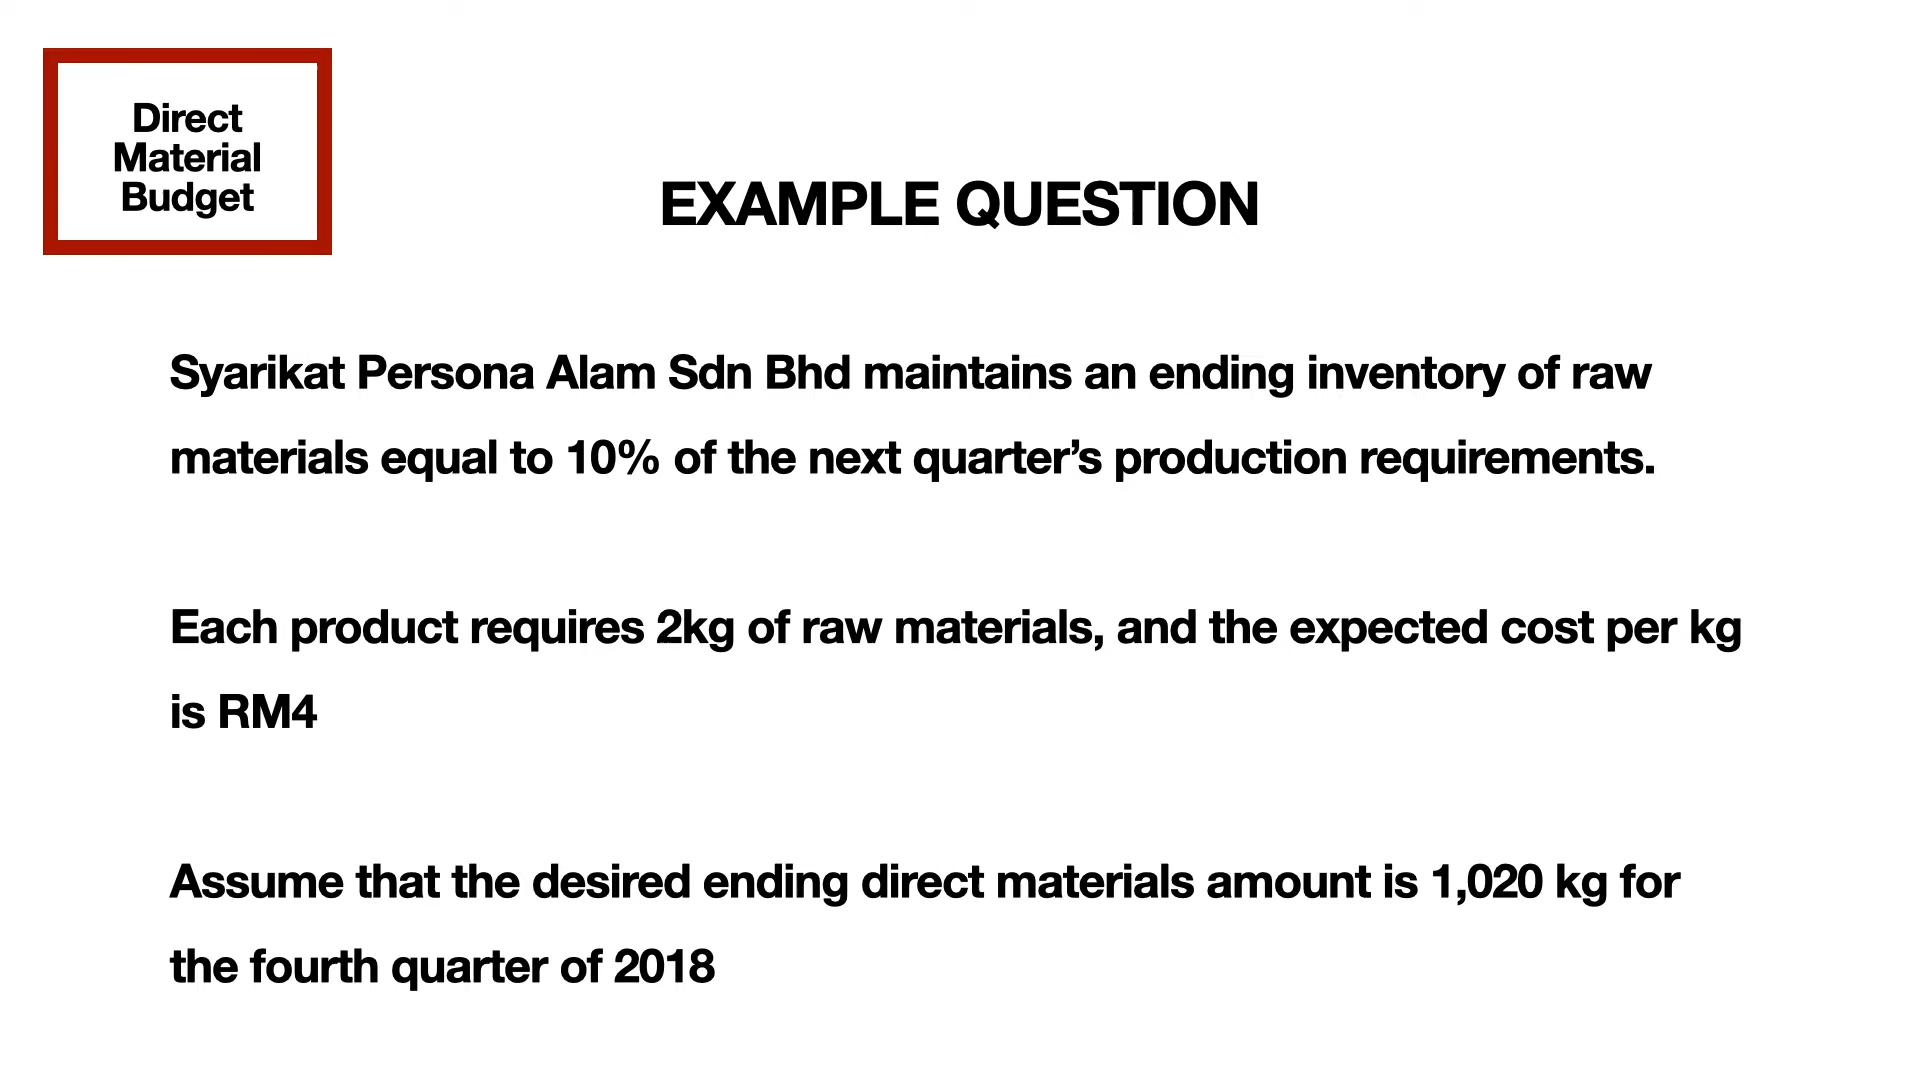 Direct
Material
Budget
EXAMPLE QUESTION
Syarikat Persona Alam Sdn Bhd maintains an ending inventory of raw
materials equal to 10% of the next quarter’s production requirements.
Each product requires 2kg of raw materials, and the expected cost per kg
is RM4
Assume that the desired ending direct materials amount is 1,020 kg for
the fourth quarter of 2018